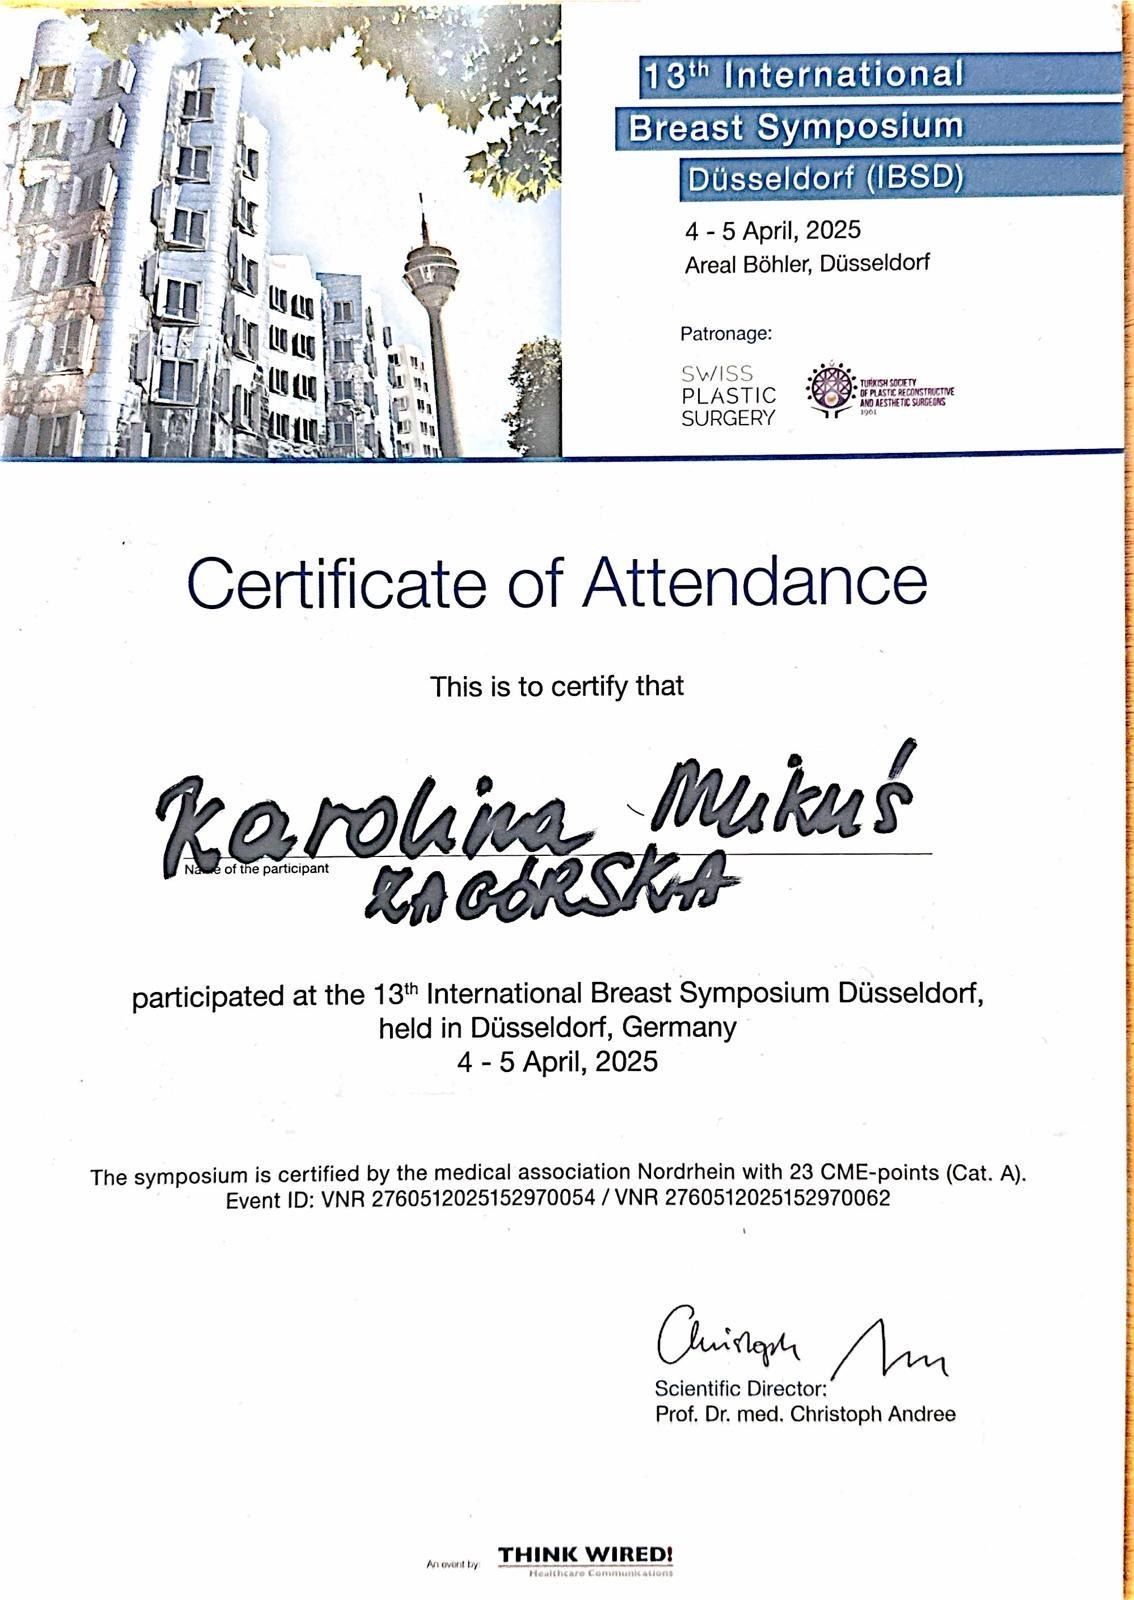 13th International
Breast Symposium
Düsseldorf (IBSD)
4 - 5 April, 2025
Areal Böhler, Düsseldorf
Patronage:
SWISS
PLASTIC
SURGERY
TURKISH SOCIETY
OF PLASTIC RECONSTRUCTIVE
AND AESTHETIC SURGEONS
1961
Certificate of Attendance
This is to certify that
Karolina Mikuś
Name of the participant
ZAGÓRSKA
participated at the 13th International Breast Symposium Düsseldorf,
held in Düsseldorf, Germany
4 - 5 April, 2025
The symposium is certified by the medical association Nordrhein with 23 CME-points (Cat. A).
Event ID: VNR 2760512025152970054 / VNR 2760512025152970062
Christoph
Scientific Director:
Prof. Dr. med. Christoph Andree
An event by:
THINK WIRED!
Healthcare Communications